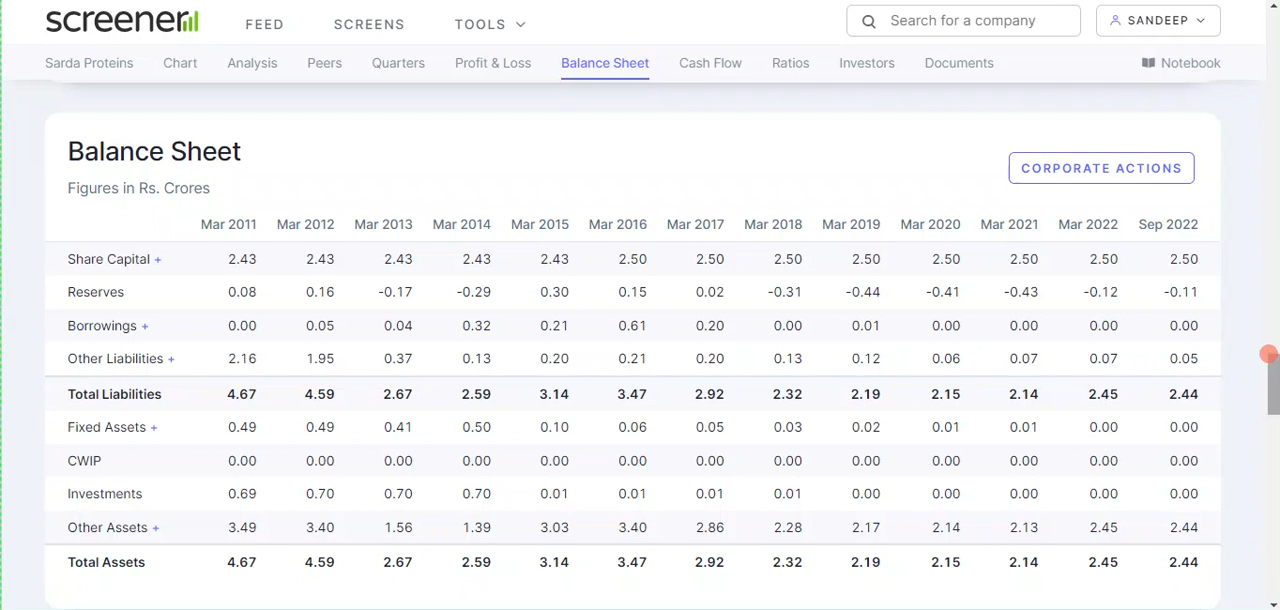 screener FEED SCREENS TOOLS Search for a company SANDEEP
Sarda Proteins Chart Analysis Peers Quarters Profit & Loss Balance Sheet Cash Flow Ratios Investors Documents Notebook
Balance Sheet
CORPORATE ACTIONS
Figures in Rs. Crores
Mar 2011 Mar 2012 Mar 2013 Mar 2014 Mar 2015 Mar 2016 Mar 2017 Mar 2018 Mar 2019 Mar 2020 Mar 2021 Mar 2022 Sep 2022
Share Capital + 2.43 2.43 2.43 2.43 2.43 2.50 2.50 2.50 2.50 2.50 2.50 2.50 2.50
Reserves 0.08 0.16 -0.17 -0.29 0.30 0.15 0.02 -0.31 -0.44 -0.41 -0.43 -0.12 -0.11
Borrowings + 0.00 0.05 0.04 0.32 0.21 0.61 0.20 0.00 0.01 0.00 0.00 0.00 0.00
Other Liabilities + 2.16 1.95 0.37 0.13 0.20 0.21 0.20 0.13 0.12 0.06 0.07 0.07 0.05
Total Liabilities 4.67 4.59 2.67 2.59 3.14 3.47 2.92 2.32 2.19 2.15 2.14 2.45 2.44
Fixed Assets + 0.49 0.49 0.41 0.50 0.10 0.06 0.05 0.03 0.02 0.01 0.01 0.00 0.00
CWIP 0.00 0.00 0.00 0.00 0.00 0.00 0.00 0.00 0.00 0.00 0.00 0.00 0.00
Investments 0.69 0.70 0.70 0.70 0.01 0.01 0.01 0.01 0.00 0.00 0.00 0.00 0.00
Other Assets + 3.49 3.40 1.56 1.39 3.03 3.40 2.86 2.28 2.17 2.14 2.13 2.45 2.44
Total Assets 4.67 4.59 2.67 2.59 3.14 3.47 2.92 2.32 2.19 2.15 2.14 2.45 2.44